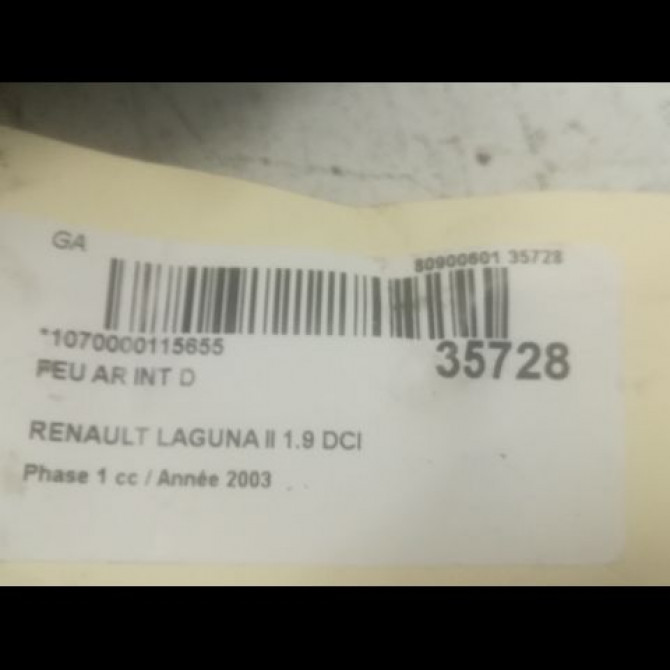 GA
80900601 35728
*1070000115655
35728
FEU AR INT D
RENAULT LAGUNA II 1.9 DCI
Phase 1 cc / Année 2003